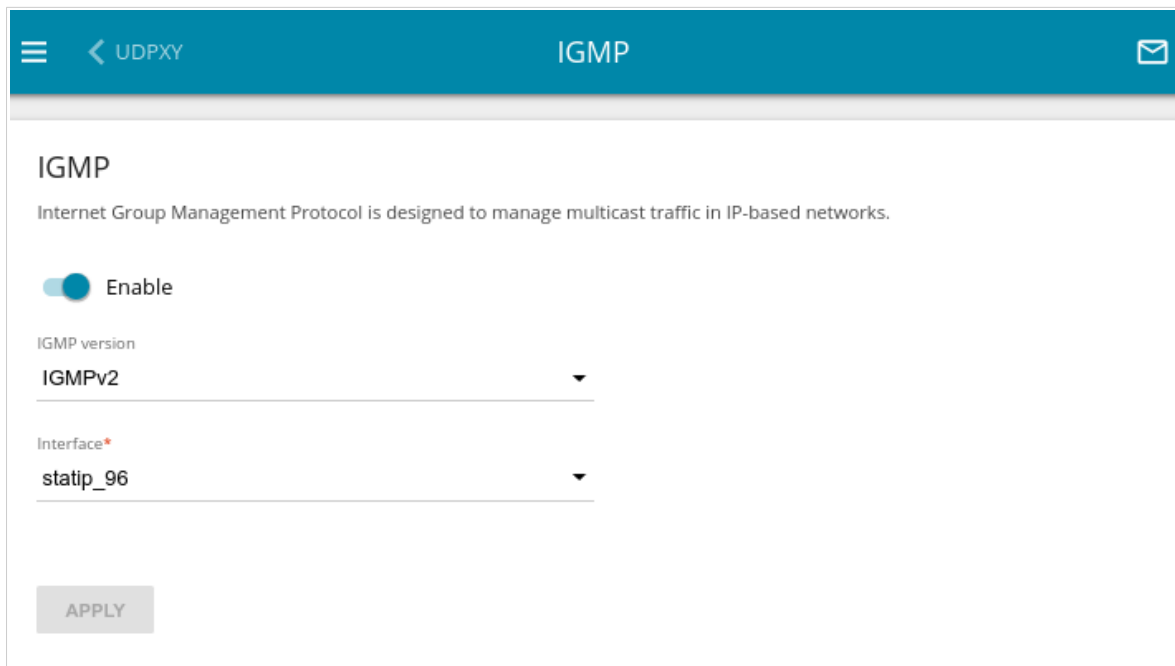 UDPXY
IGMP
IGMP
Internet Group Management Protocol is designed to manage multicast traffic in IP-based networks.
Enable
IGMP version
IGMPv2
Interface*
statip_96
APPLY